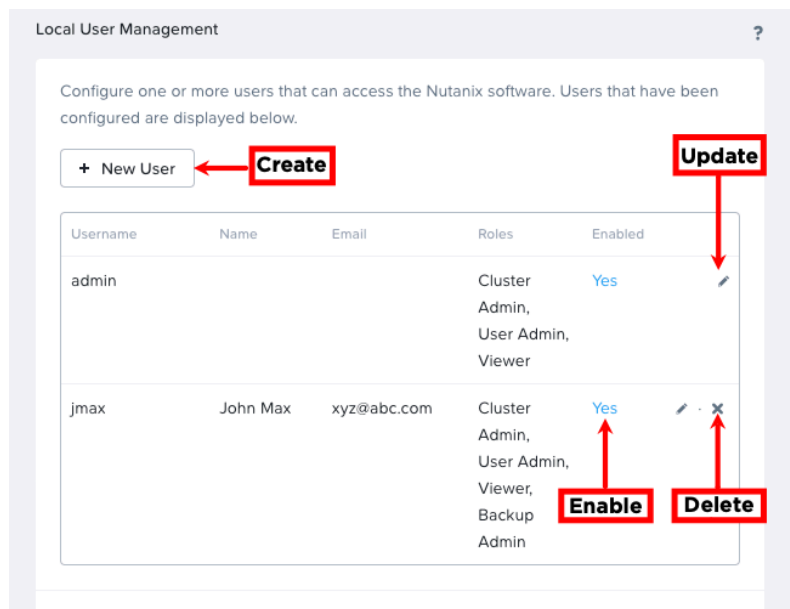 Local User Management
?
Configure one or more users that can access the Nutanix software. Users that have been
configured are displayed below.
+ New User
Create
Update
Username Name Email Roles Enabled
admin Cluster Yes
Admin,
User Admin,
Viewer
jmax John Max xyz@abc.com Cluster Yes
Admin,
User Admin,
Viewer,
Backup
Admin
Enable
Delete